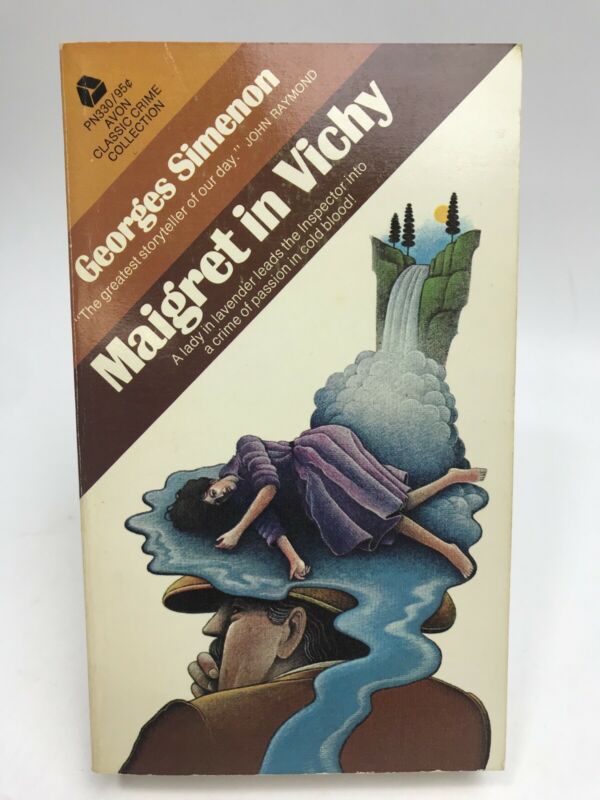 PN330/95¢
AVON
CLASSIC CRIME
COLLECTION
Georges Simenon
"The greatest storyteller of our day." JOHN RAYMOND
Maigret in Vichy
A lady in lavender leads the Inspector into
a crime of passion in cold blood!